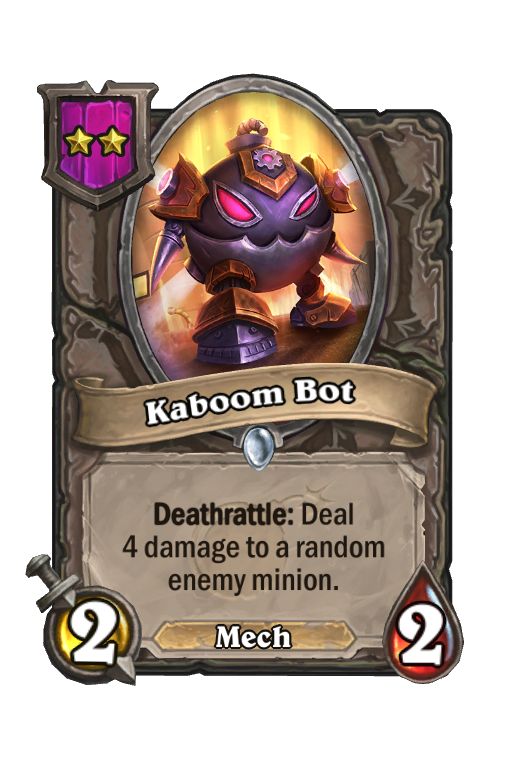 Kaboom Bot
Deathrattle: Deal
4 damage to a random
enemy minion.
2
Mech
2